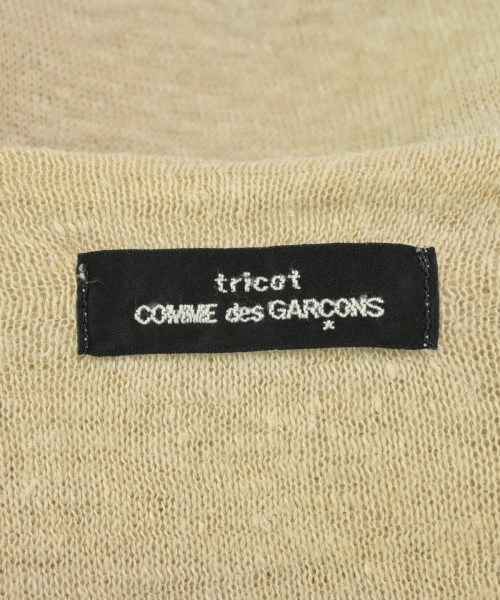 tricot
COMME des GARCONS
*